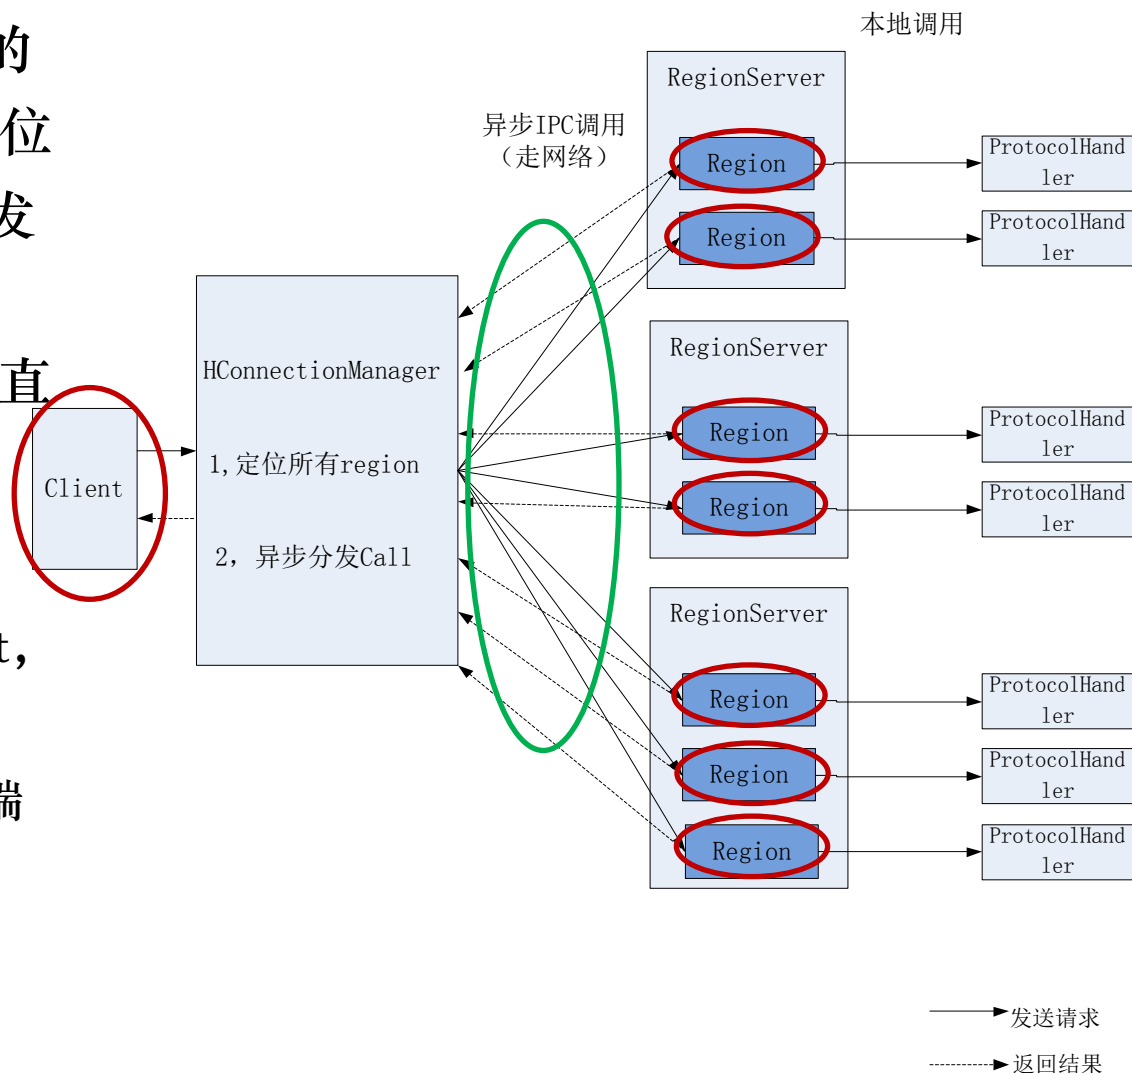 的
位
发
直
t,
端
本地调用
异步IPC调用
（走网络）
Client
HConnectionManager
1,定位所有region
2, 异步分发Call
RegionServer
Region
Region
RegionServer
Region
Region
RegionServer
Region
Region
Region
ProtocolHand
ler
ProtocolHand
ler
ProtocolHand
ler
ProtocolHand
ler
ProtocolHand
ler
ProtocolHand
ler
ProtocolHand
ler
发送请求
返回结果